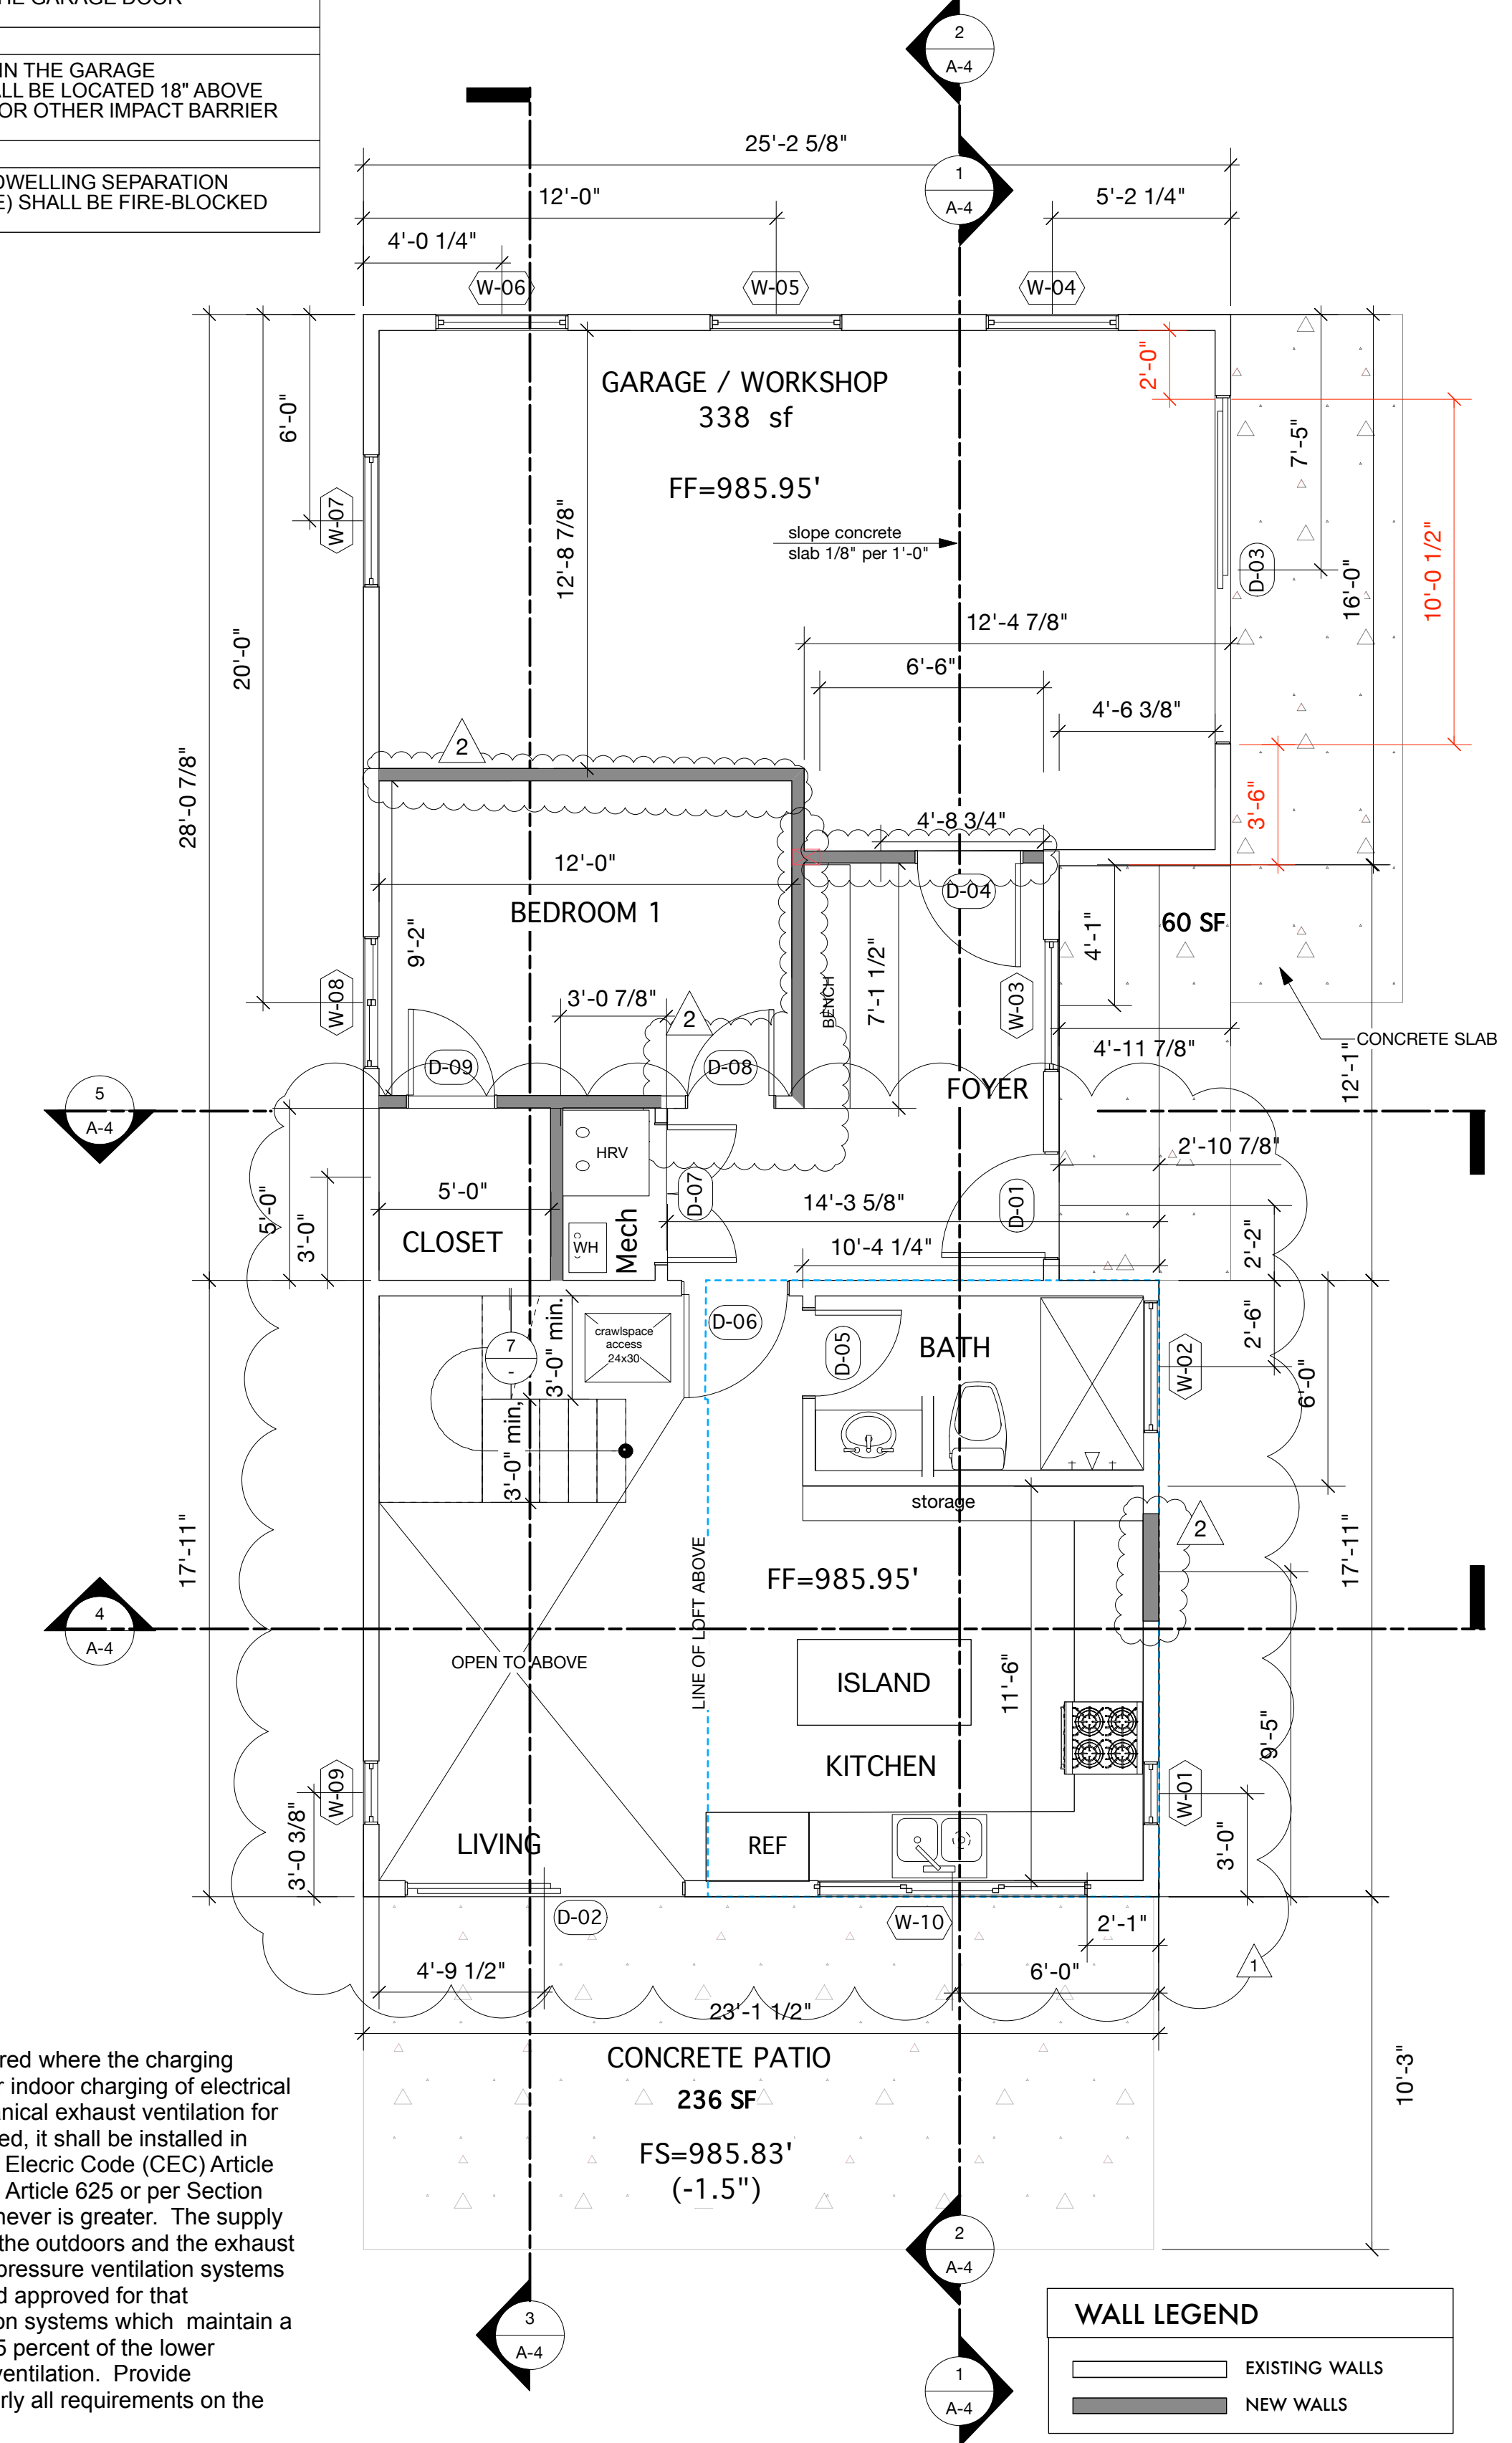 HE GARAGE DOOR
IN THE GARAGE
ALL BE LOCATED 18" ABOVE
OR OTHER IMPACT BARRIER
DWELLING SEPARATION
E) SHALL BE FIRE-BLOCKED
2
A-4
25'-2 5/8"
1
A-4
12'-0"
5'-2 1/4"
4'-0 1/4"
W-06
W-05
W-04
GARAGE / WORKSHOP
338 sf
FF=985.95'
slope concrete
slab 1/8" per 1'-0"
2'-0"
6'-0"
7'-5"
W-07
12'-8 7/8"
D-03
16'-0"
10'-0 1/2"
12'-4 7/8"
20'-0"
6'-6"
4'-6 3/8"
28'-0 7/8"
2
3'-6"
4'-8 3/4"
12'-0"
BEDROOM 1
D-04
60 SF
9'-2"
4'-1"
7'-1 1/2"
BENCH
W-08
3'-0 7/8"
2
W-03
CONCRETE SLAB
4'-11 7/8"
12'-1"
D-09
D-08
FOYER
5
A-4
HRV
2'-10 7/8"
5'-0"
3'-0"
5'-0"
D-07
14'-3 5/8"
D-01
CLOSET
WH
Mech
10'-4 1/4"
2'-2"
D-06
crawlspace
access
24x30
7
-
3'-0" min.
D-05
BATH
2'-6"
W-02
6'-0"
3'-0" min,
storage
2
17'-11"
17'-11"
FF=985.95'
LINE OF LOFT ABOVE
4
A-4
OPEN TO ABOVE
ISLAND
11'-6"
9'-5"
KITCHEN
W-09
W-01
3'-0 3/8"
3'-0"
LIVING
REF
D-02
W-10
2'-1"
4'-9 1/2"
6'-0"
1
23'-1 1/2"
CONCRETE PATIO
236 SF
10'-3"
FS=985.83'
(-1.5")
red where the charging
r indoor charging of electrical
anical exhaust ventilation for
ed, it shall be installed in
Elecric Code (CEC) Article
Article 625 or per Section
never is greater. The supply
the outdoors and the exhaust
pressure ventilation systems
d approved for that
on systems which maintain a
5 percent of the lower
ventilation. Provide
rly all requirements on the
2
A-4
3
A-4
1
A-4
WALL LEGEND
EXISTING WALLS
NEW WALLS